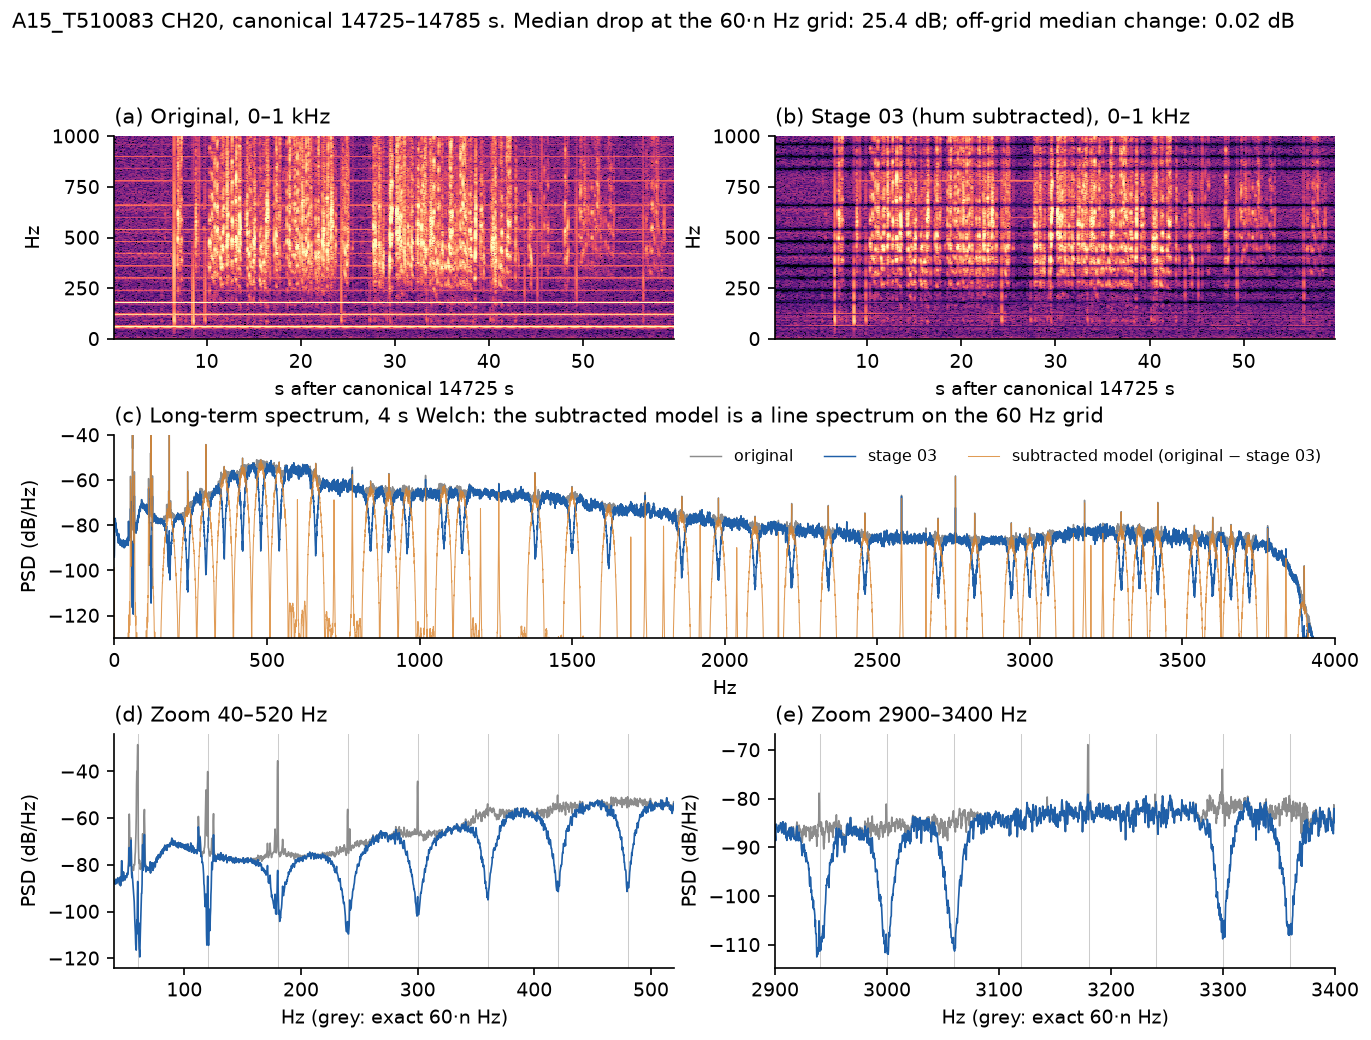 A15_T510083 CH20, canonical 14725–14785 s. Median drop at the 60·n Hz grid: 25.4 dB; off-grid median change: 0.02 dB
(a) Original, 0–1 kHz
1000
750
500
250
0
Hz
10 20 30 40 50
s after canonical 14725 s
(b) Stage 03 (hum subtracted), 0–1 kHz
1000
750
500
250
0
Hz
10 20 30 40 50
s after canonical 14725 s
(c) Long-term spectrum, 4 s Welch: the subtracted model is a line spectrum on the 60 Hz grid
−40
−60
−80
−100
−120
PSD (dB/Hz)
original
stage 03
subtracted model (original − stage 03)
0 500 1000 1500 2000 2500 3000 3500 4000
Hz
(d) Zoom 40–520 Hz
−40
−60
−80
−100
−120
PSD (dB/Hz)
100 200 300 400 500
Hz (grey: exact 60·n Hz)
(e) Zoom 2900–3400 Hz
−70
−80
−90
−100
−110
PSD (dB/Hz)
2900 3000 3100 3200 3300 3400
Hz (grey: exact 60·n Hz)